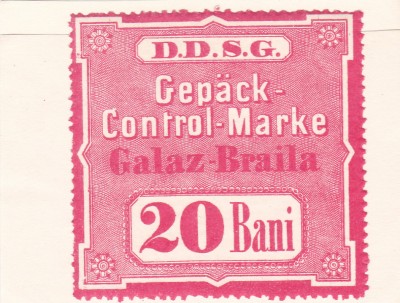 D.D.S.G.
Gepäck-
Control-Marke
Galaz-Braila
20 Bani